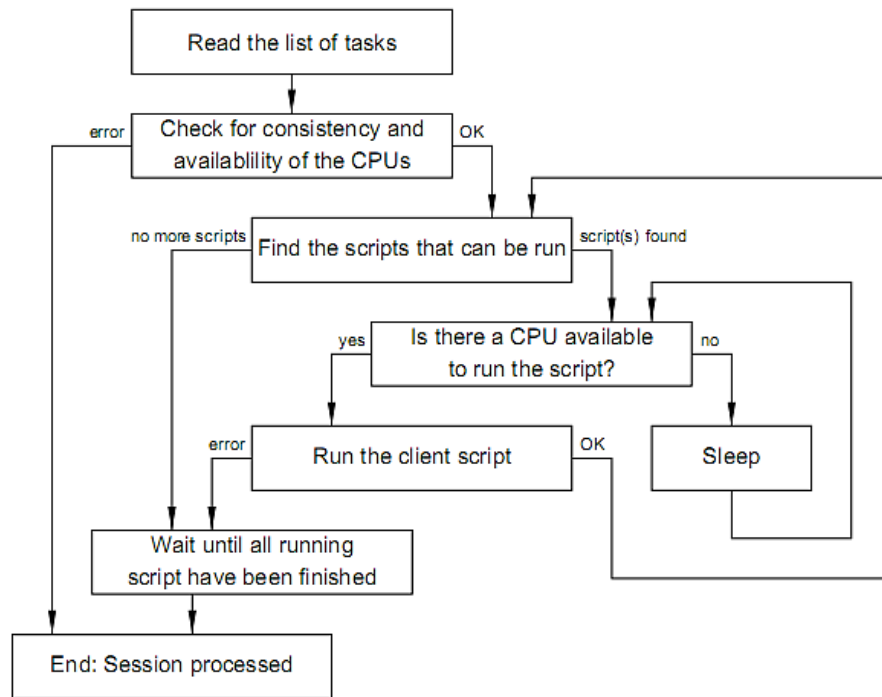 Read the list of tasks
error
Check for consistency and
availablility of the CPUs
OK
no more scripts
Find the scripts that can be run
script(s) found
yes
Is there a CPU available
to run the script?
no
error
Run the client script
OK
Sleep
Wait until all running
script have been finished
End: Session processed